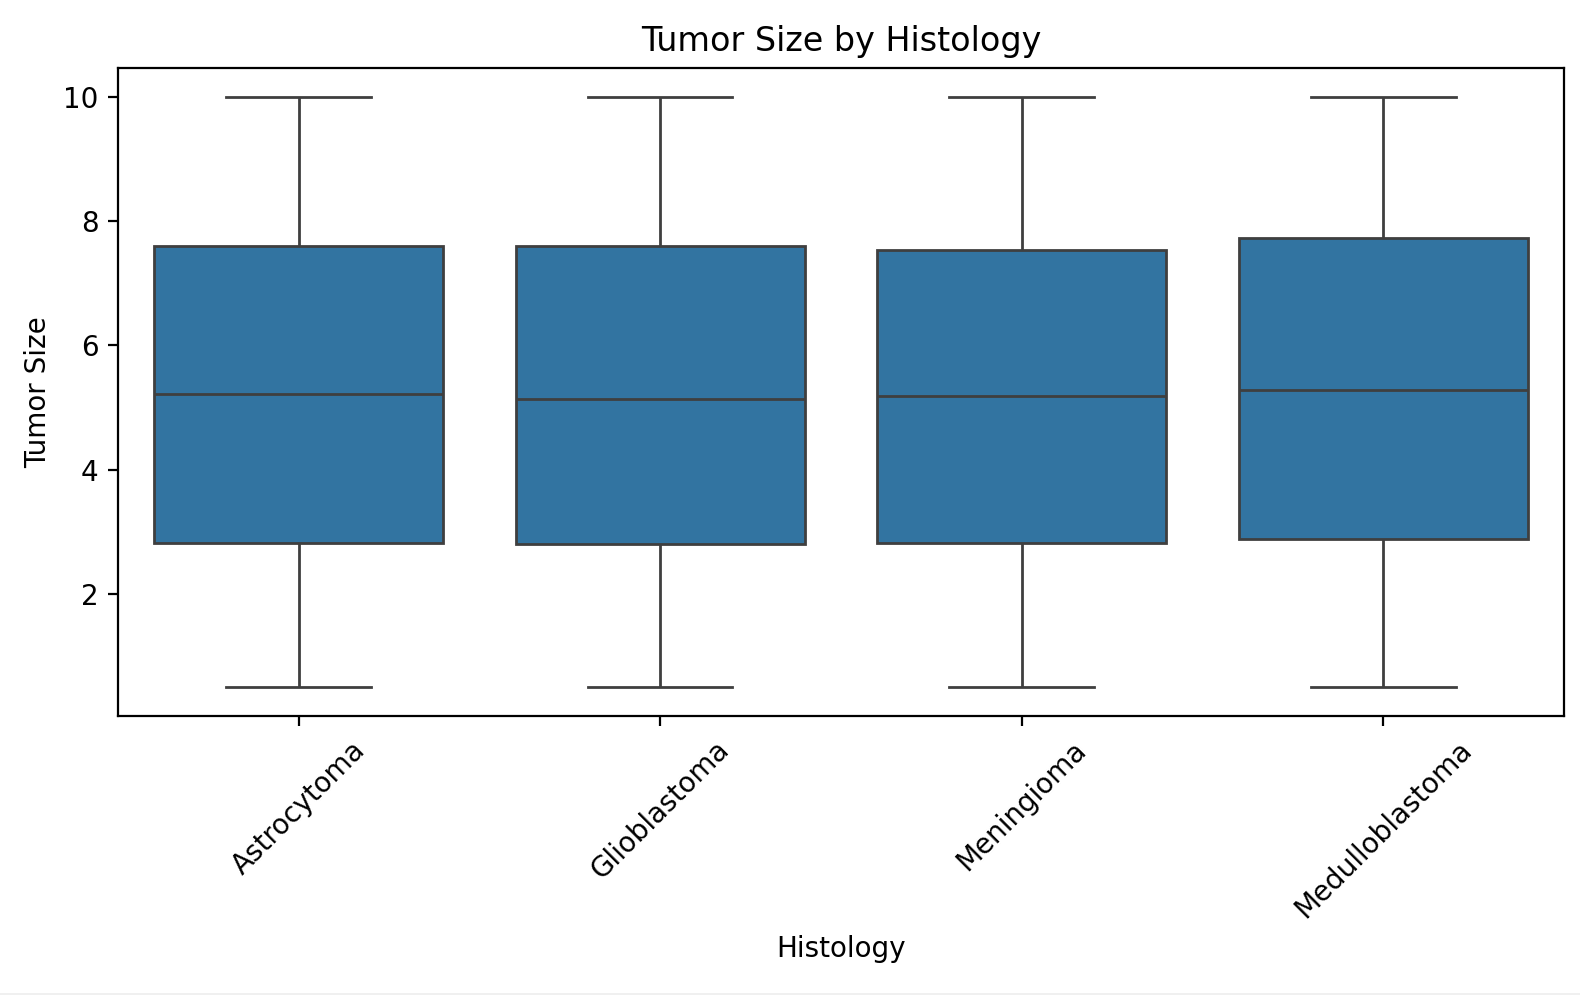 Tumor Size by Histology
10
8
6
4
2
Tumor Size
Astrocytoma
Glioblastoma
Meningioma
Medulloblastoma
Histology